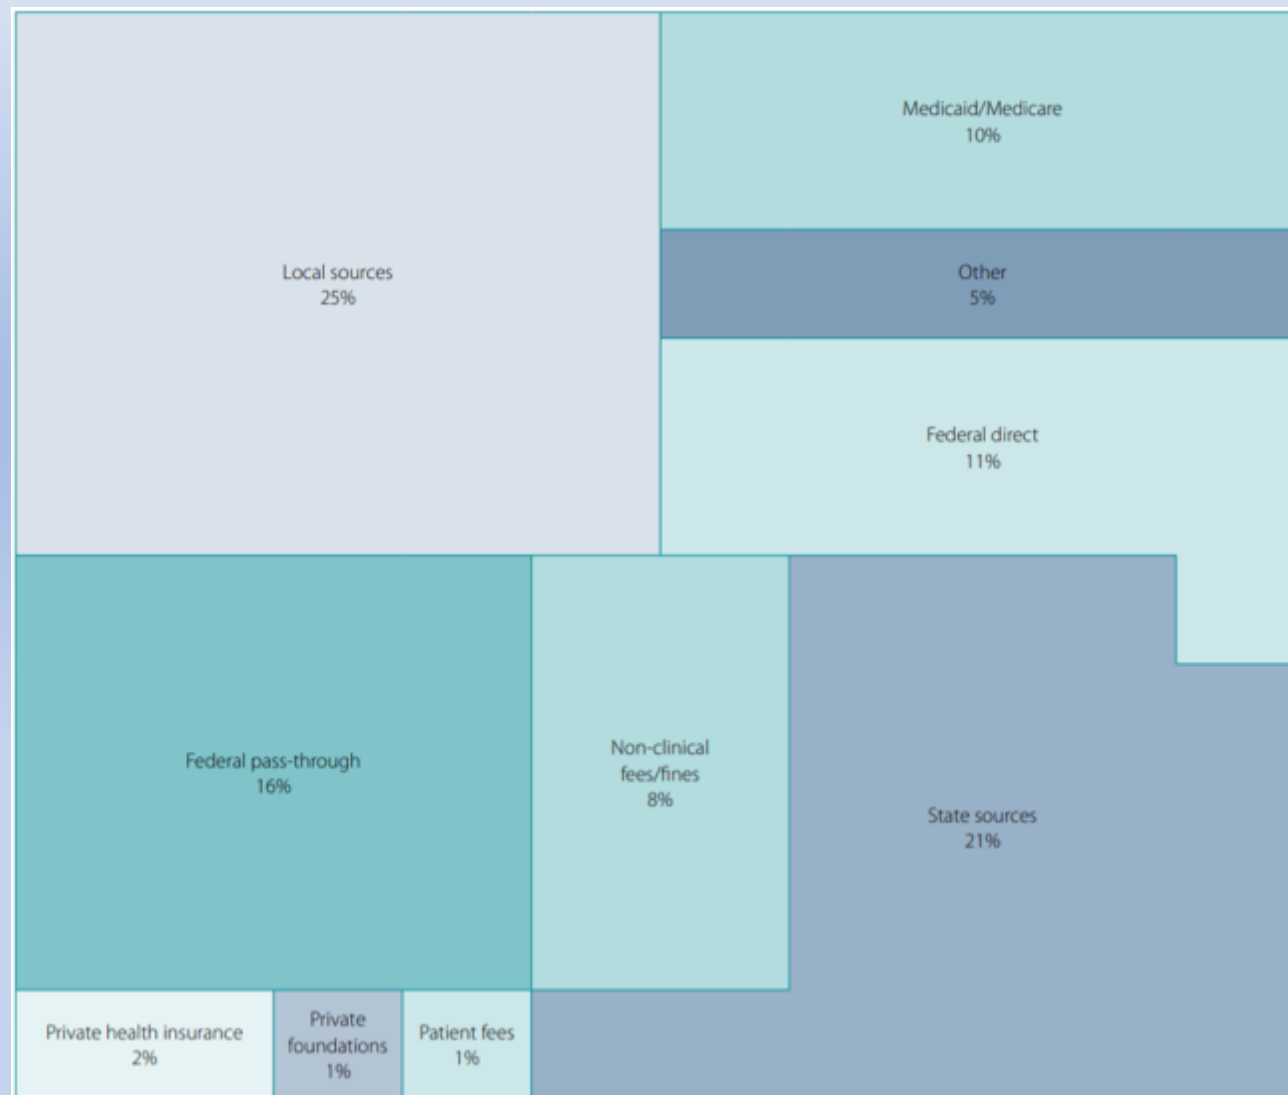 Local sources
25%
Medicaid/Medicare
10%
Other
5%
Federal direct
11%
Federal pass-through
16%
Non-clinical
fees/fines
8%
State sources
21%
Private health insurance
2%
Private
foundations
1%
Patient fees
1%